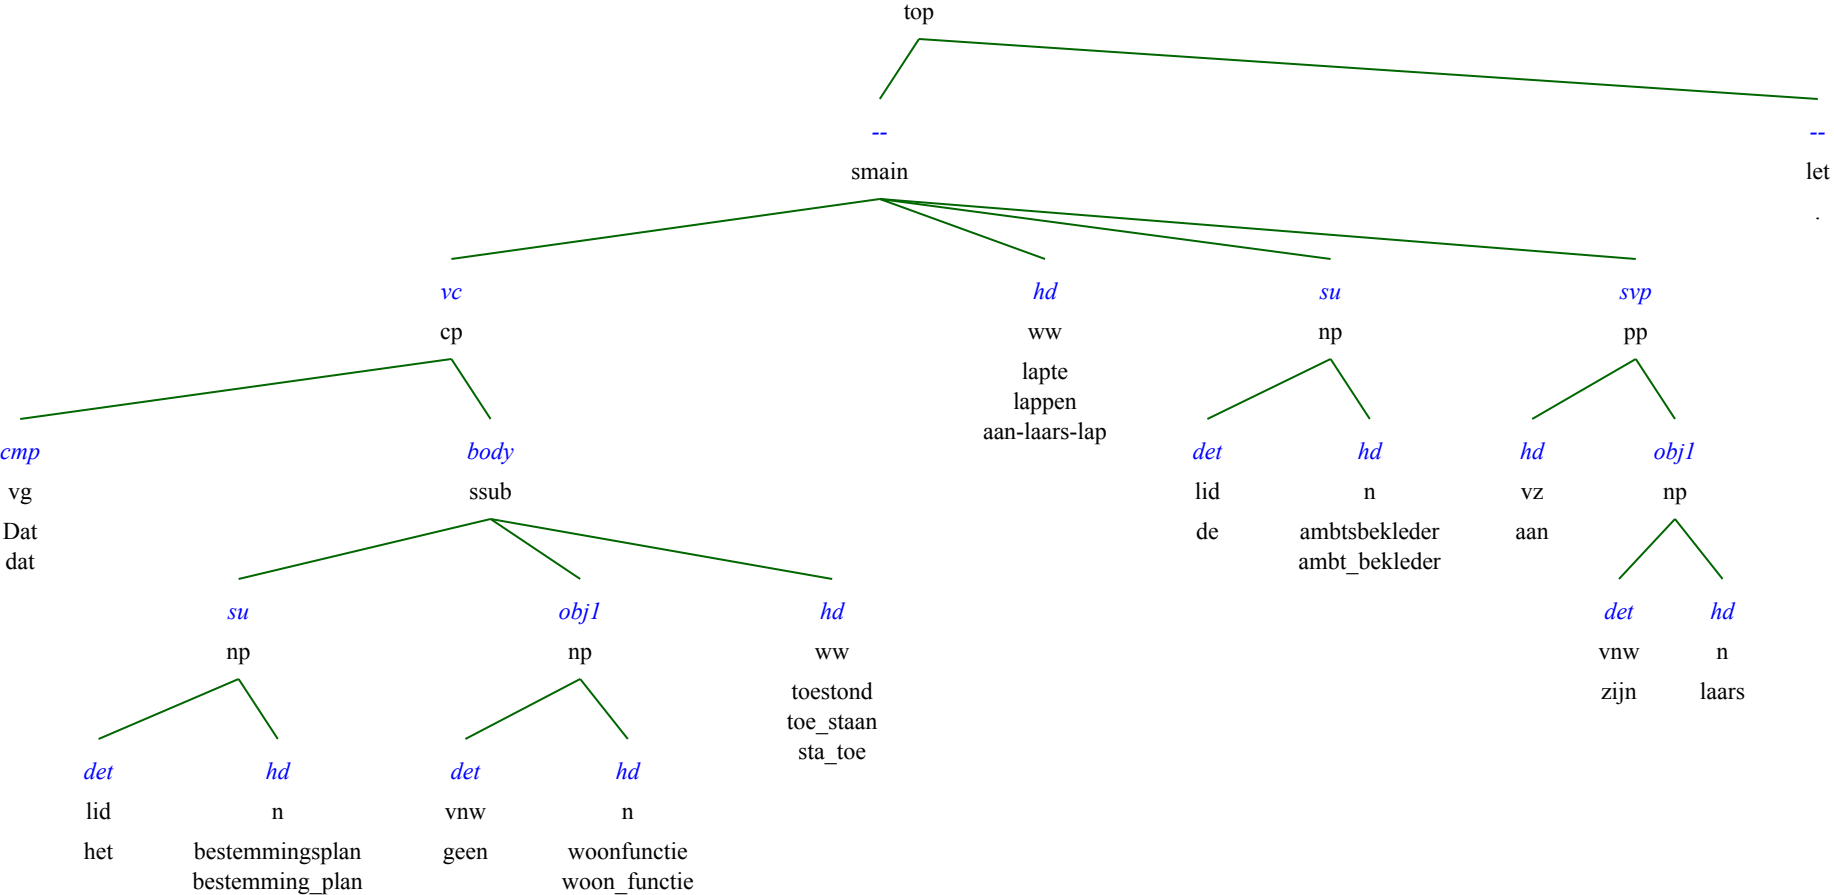 top
-- --
smain let
.
vc hd su svp
cp ww np pp
lapte
lappen
aan-laars-lap
cmp body det hd hd obj1
vg ssub lid n vz np
Dat de ambtsbekleder aan
dat ambt_bekleder
su obj1 hd det hd
np np ww vnw n
toestond zijn laars
toe_staan
sta_toe
det hd det hd
lid n vnw n
het bestemmingsplan geen woonfunctie
bestemming_plan woon_functie